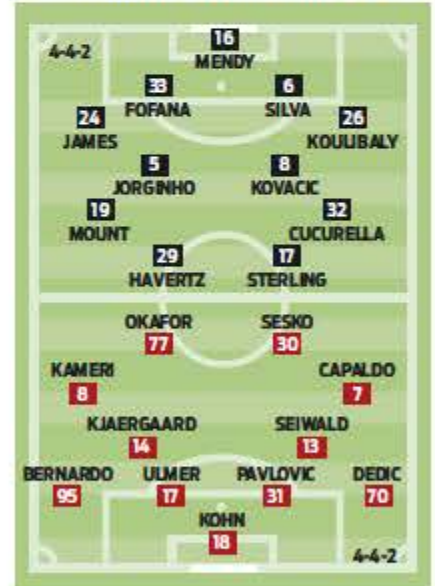 4-4-2
16
MENDY
33 6
FOFANA SILVA
24 26
JAMES KOULIBALY
5 8
JORGINHO KOVACIC
19 32
MOUNT CUCURELLA
29 17
HAVERTZ STERLING
OKAFOR SESKO
77 30
KAMERI CAPALDO
8 7
KJAERGAARD SEIWALD
14 13
BERNARDO ULMER PAVLOVIC DEDIC
95 17 31 70
KOHN
18
4-4-2